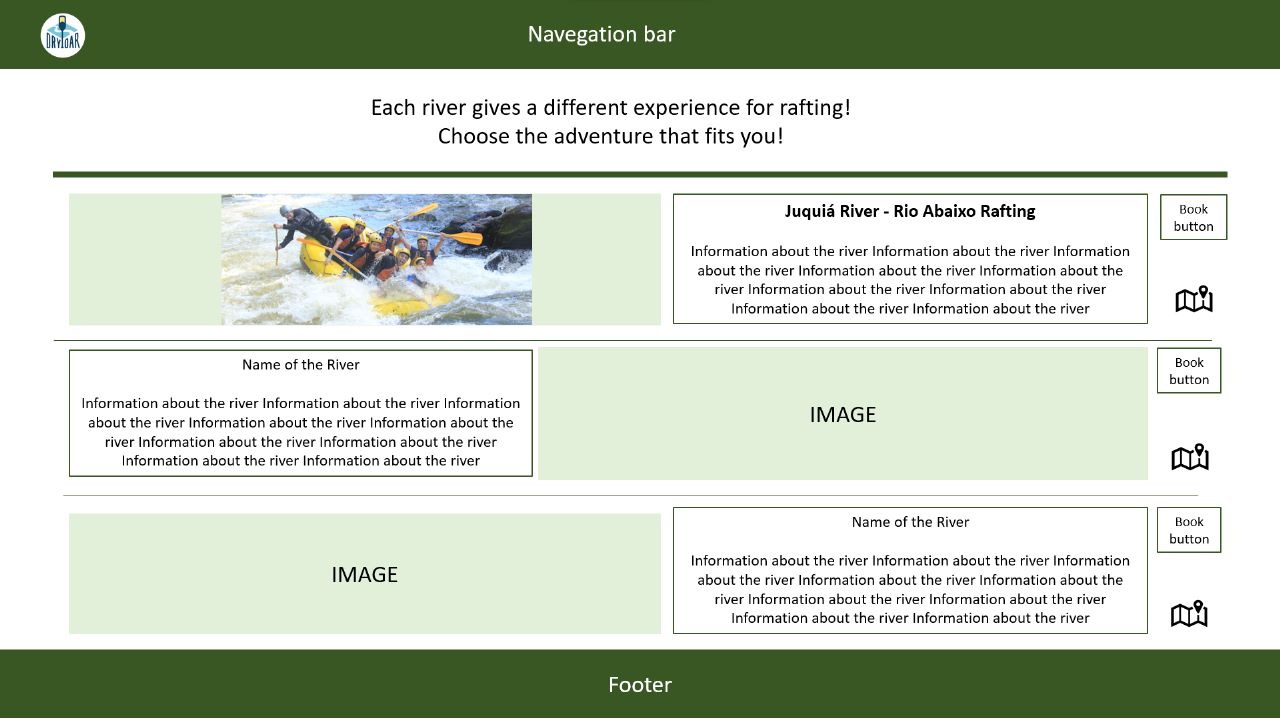 DRYOAR
Navegation bar
Each river gives a different experience for rafting!
Choose the adventure that fits you!
Juquiá River - Rio Abaixo Rafting
Information about the river Information about the river Information
about the river Information about the river Information about the
river Information about the river Information about the river
Information about the river Information about the river
Book
button
Name of the River
Information about the river Information about the river Information
about the river Information about the river Information about the
river Information about the river Information about the river
Information about the river Information about the river
IMAGE
Book
button
IMAGE
Name of the River
Information about the river Information about the river Information
about the river Information about the river Information about the
river Information about the river Information about the river
Information about the river Information about the river
Book
button
Footer